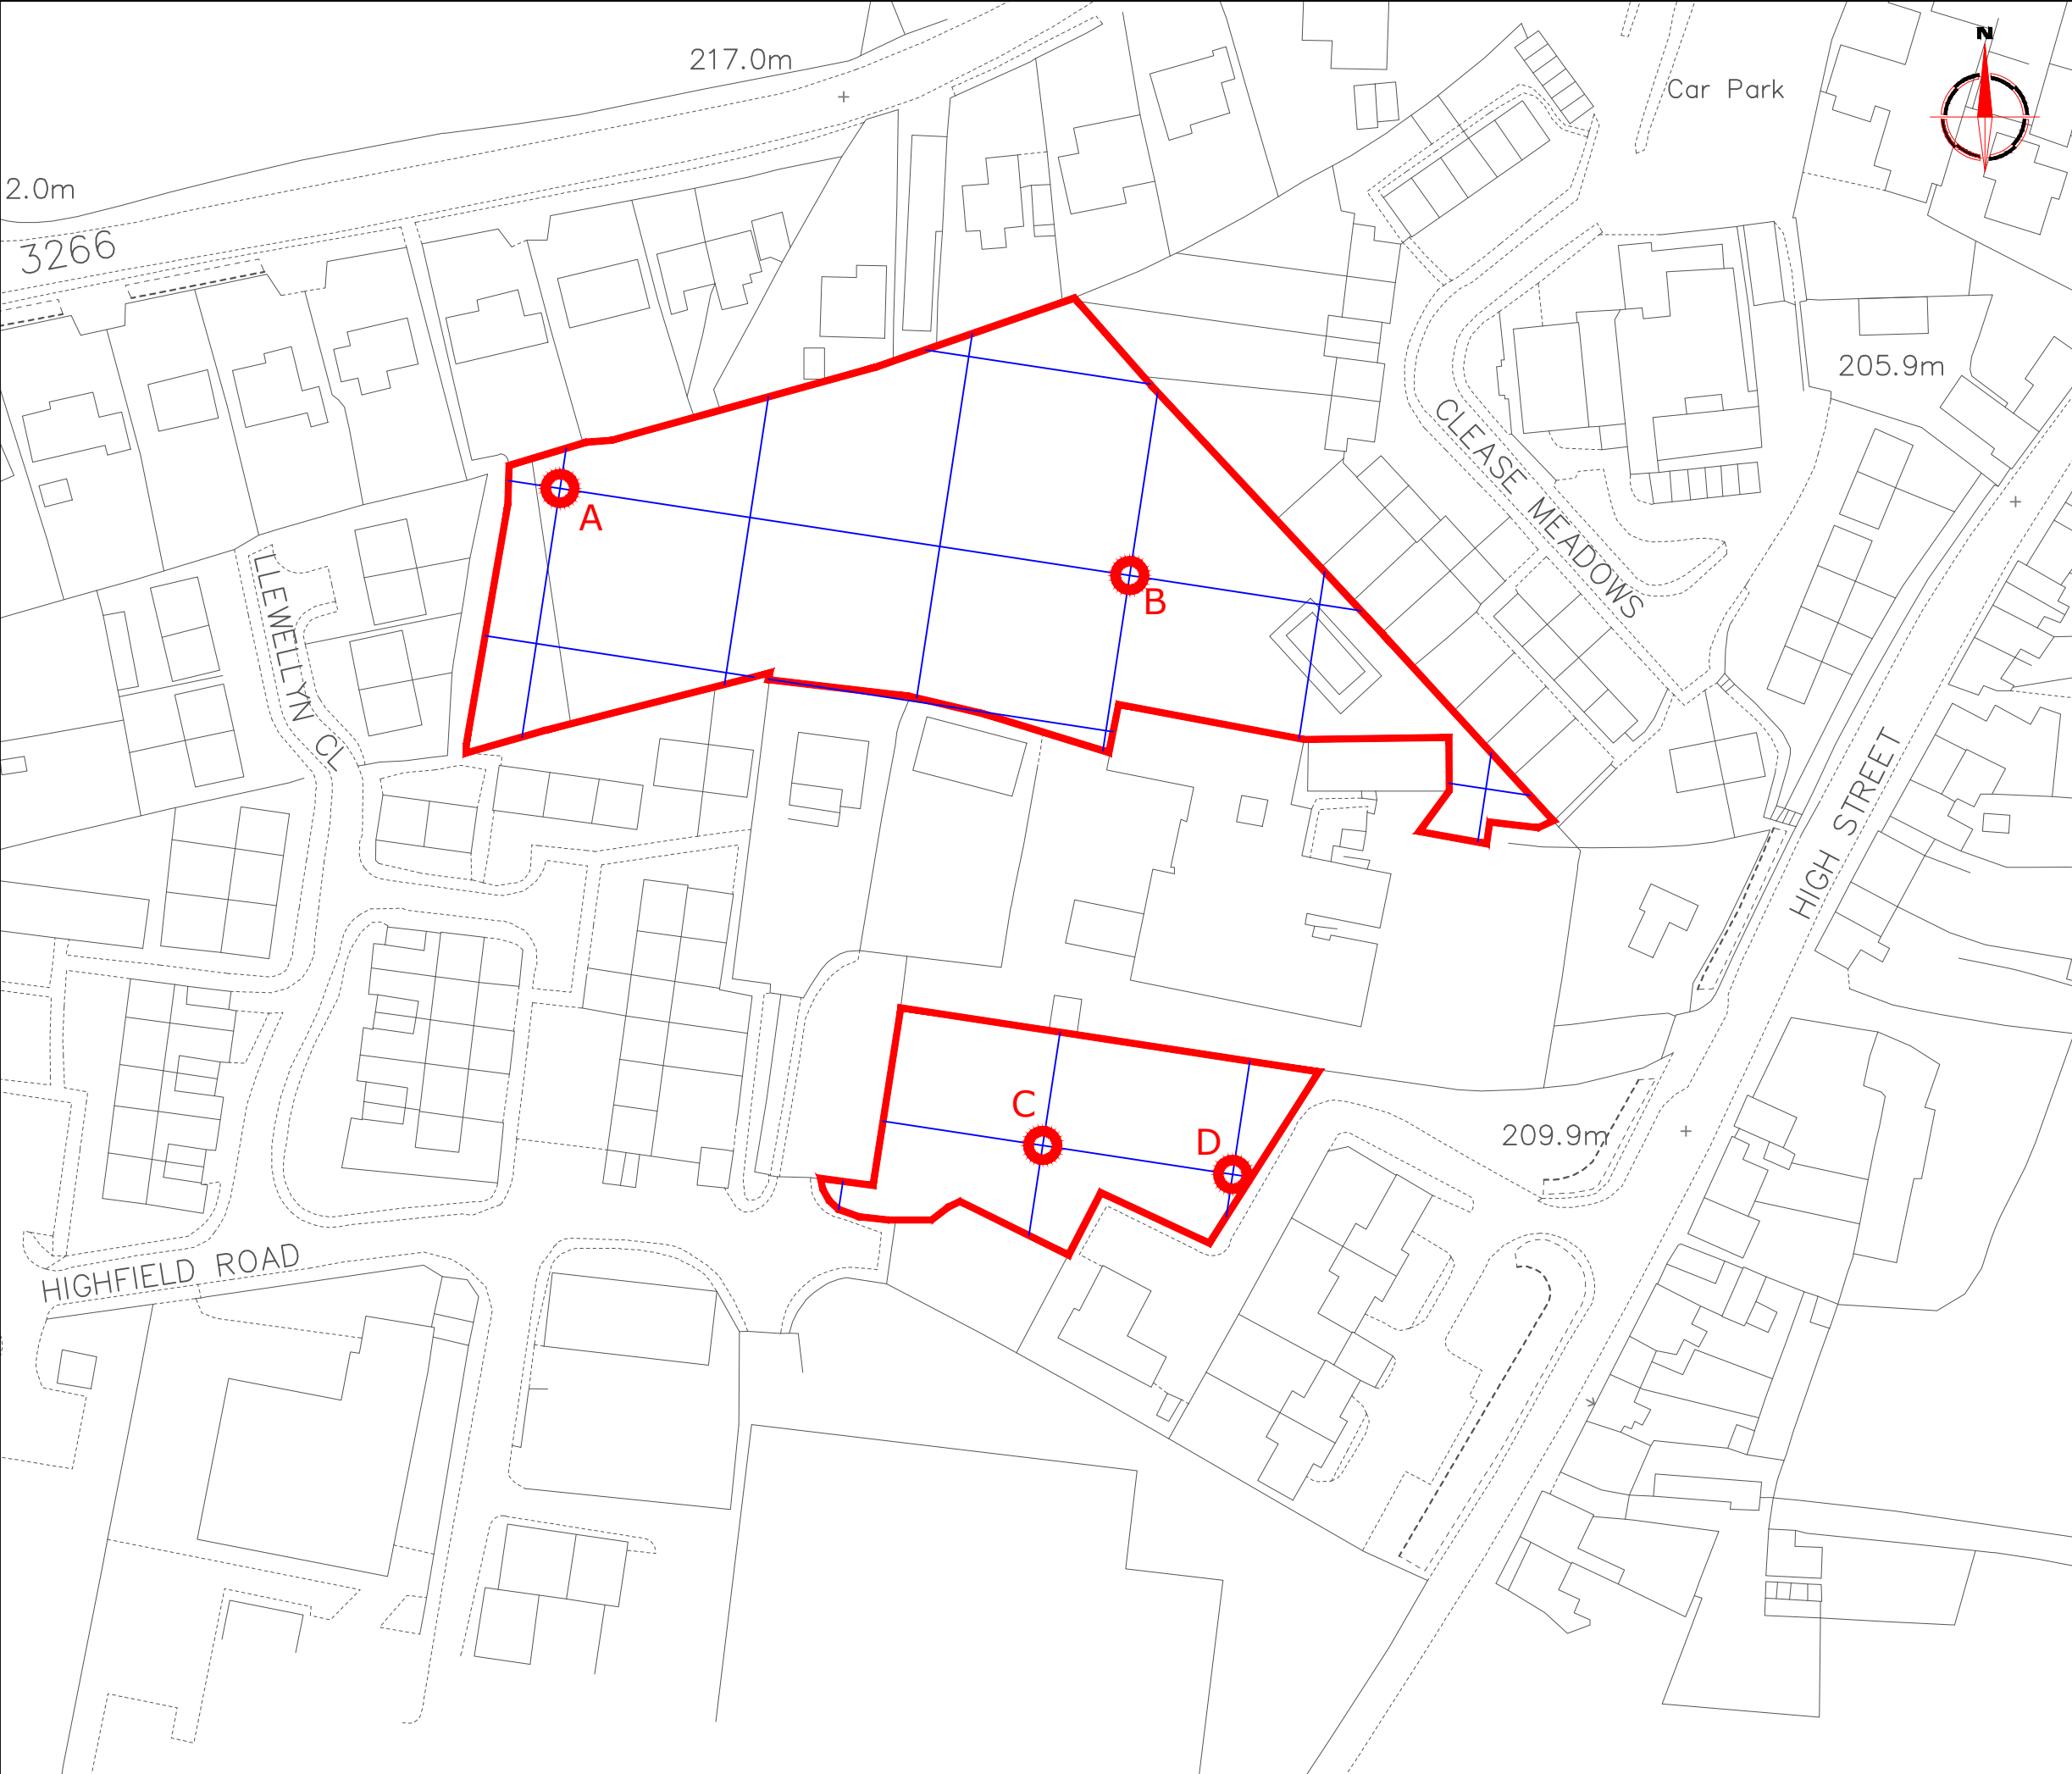 217.0m
N
Car Park
2.0m
3266
205.9m
CLEASE MEADOWS
A
B
LLEWELLYN CL
HIGH STREET
C
D
209.9m
HIGHFIELD ROAD